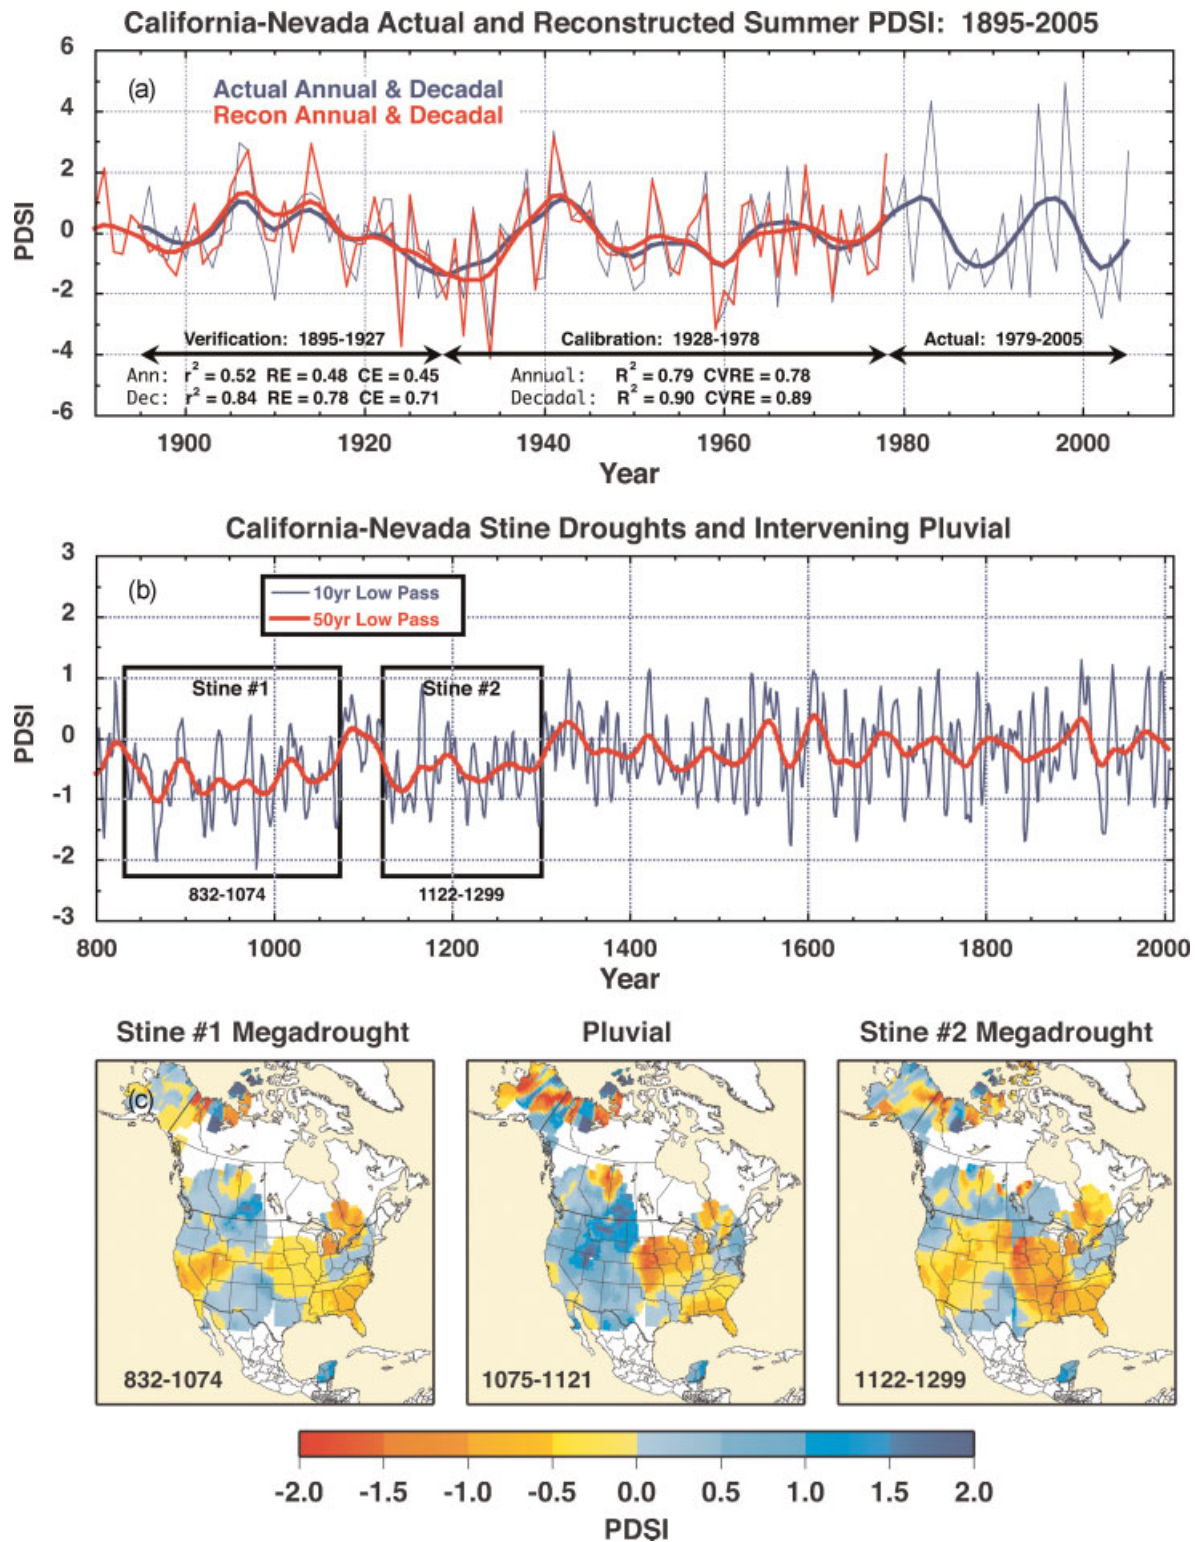 California-Nevada Actual and Reconstructed Summer PDSI: 1895-2005
(a)
Actual Annual & Decadal
Recon Annual & Decadal
6
4
2
0
-2
-4
-6
PDSI
Verification: 1895-1927
Calibration: 1928-1978
Actual: 1979-2005
Ann: r² = 0.52 RE = 0.48 CE = 0.45
Dec: r² = 0.84 RE = 0.78 CE = 0.71
Annual: R² = 0.79 CVRE = 0.78
Decadal: R² = 0.90 CVRE = 0.89
1900 1920 1940 1960 1980 2000
Year
California-Nevada Stine Droughts and Intervening Pluvial
(b)
10yr Low Pass
50yr Low Pass
3
2
1
0
-1
-2
-3
PDSI
Stine #1
Stine #2
832-1074
1122-1299
800 1000 1200 1400 1600 1800 2000
Year
Stine #1 Megadrought
Pluvial
Stine #2 Megadrought
(c)
832-1074
1075-1121
1122-1299
-2.0 -1.5 -1.0 -0.5 0.0 0.5 1.0 1.5 2.0
PDSI